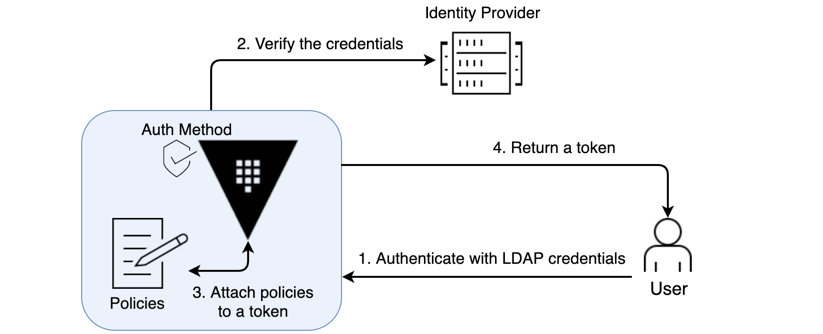 Identity Provider
2. Verify the credentials
Auth Method
4. Return a token
1. Authenticate with LDAP credentials
User
Policies
3. Attach policies
to a token